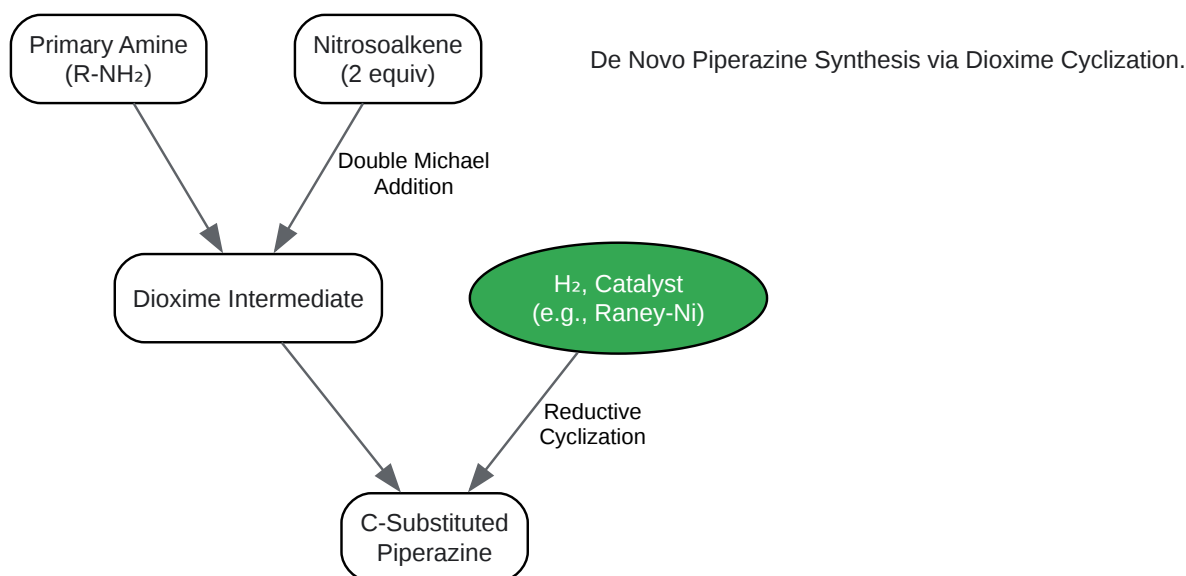 Primary Amine
(R-NH₂)
Nitrosoalkene
(2 equiv)
De Novo Piperazine Synthesis via Dioxime Cyclization.
Double Michael
Addition
Dioxime Intermediate
H₂, Catalyst
(e.g., Raney-Ni)
Reductive
Cyclization
C-Substituted
Piperazine